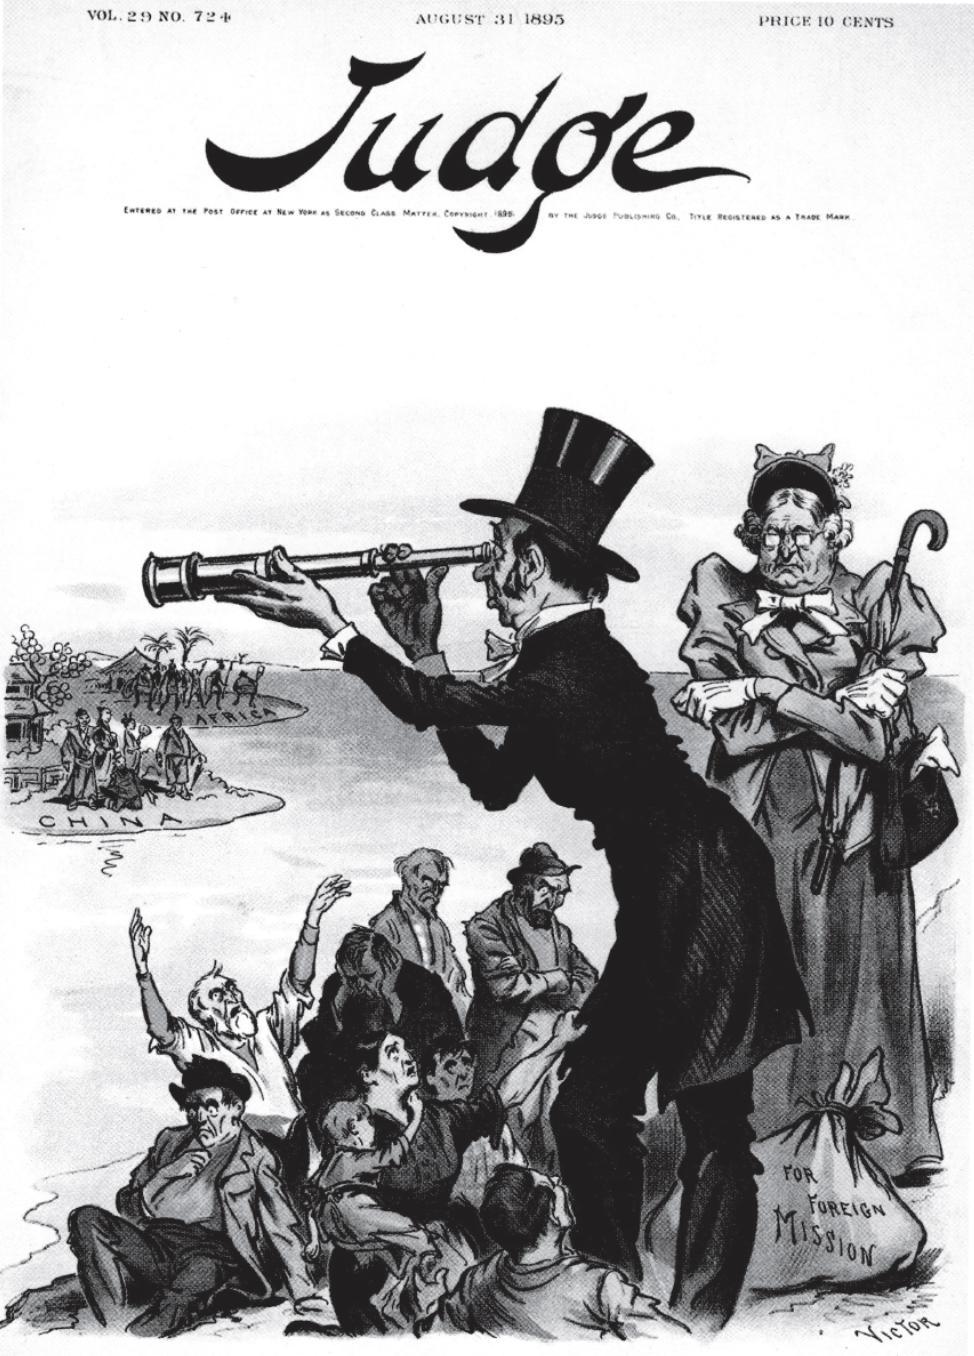 VOL. 29 NO. 724 AUGUST 31 1895 PRICE 10 CENTS
Judge
ENTERED AT THE POST OFFICE AT NEW YORK AS SECOND CLASS MATTER. COPYRIGHT, 1895, BY THE JUDGE PUBLISHING CO., TITLE REGISTERED AS A TRADE MARK.
AFRICA
CHINA
FOR
FOREIGN
MISSION
VICTOR